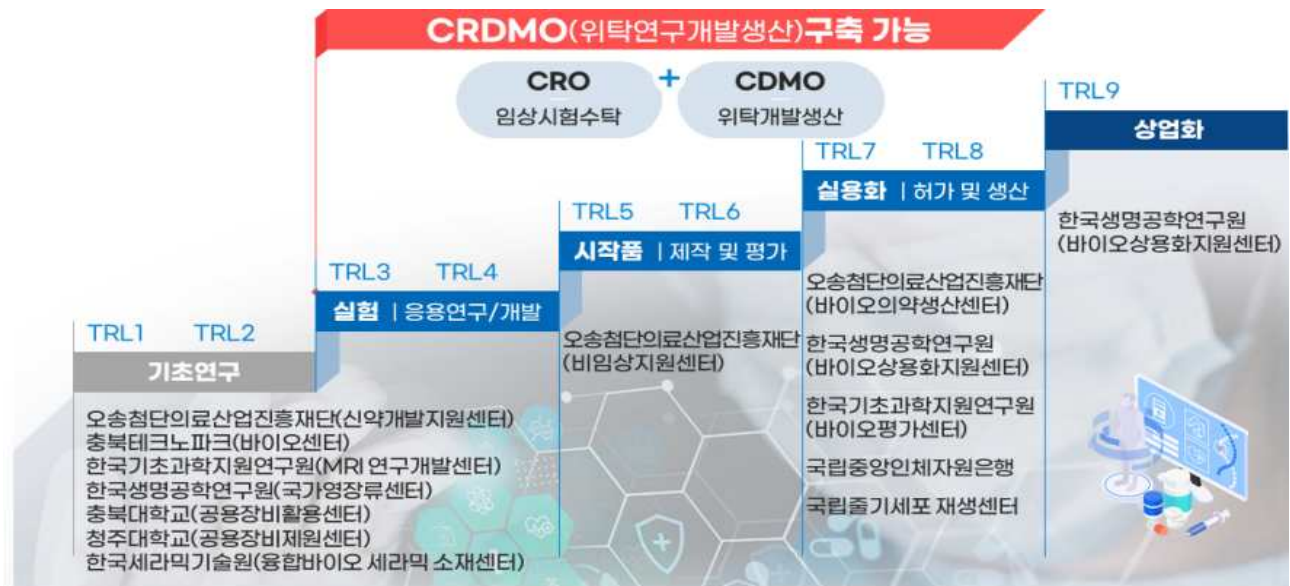 CRDMO(위탁연구개발생산)구축 가능
CRO + CDMO
임상시험수탁 위탁개발생산
TRL1 TRL2
기초연구
오송첨단의료산업진흥재단(신약개발지원센터)
충북테크노파크(바이오센터)
한국기초과학지원연구원(MRI 연구개발센터)
한국생명공학연구원(국가영장류센터)
충북대학교(공용장비활용센터)
청주대학교(공용장비제원센터)
한국세라믹기술원(융합바이오 세라믹 소재센터)
TRL3 TRL4
실험 | 응용연구/개발
TRL5 TRL6
시작품 | 제작 및 평가
오송첨단의료산업진흥재단
(비임상지원센터)
TRL7 TRL8
실용화 | 허가 및 생산
오송첨단의료산업진흥재단
(바이오의약생산센터)
한국생명공학연구원
(바이오상용화지원센터)
한국기초과학지원연구원
(바이오평가센터)
국립중앙인체자원은행
국립줄기세포 재생센터
TRL9
상업화
한국생명공학연구원
(바이오상용화지원센터)